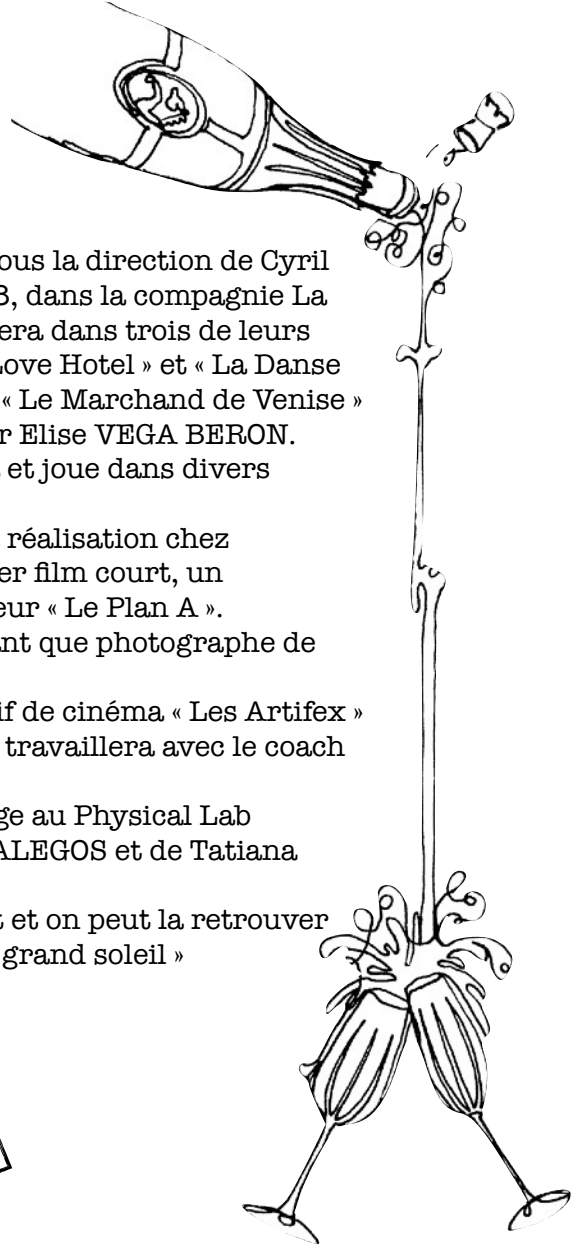 ous la direction de Cyril
, dans la compagnie La
era dans trois de leurs
ove Hotel » et « La Danse
« Le Marchand de Venise »
r Elise VEGA BERON.
et joue dans divers
réalisation chez
er film court, un
eur « Le Plan A ».
ant que photographe de
if de cinéma « Les Artifex »
travaillera avec le coach
ge au Physical Lab
ALEGOS et de Tatiana
et on peut la retrouver
grand soleil »